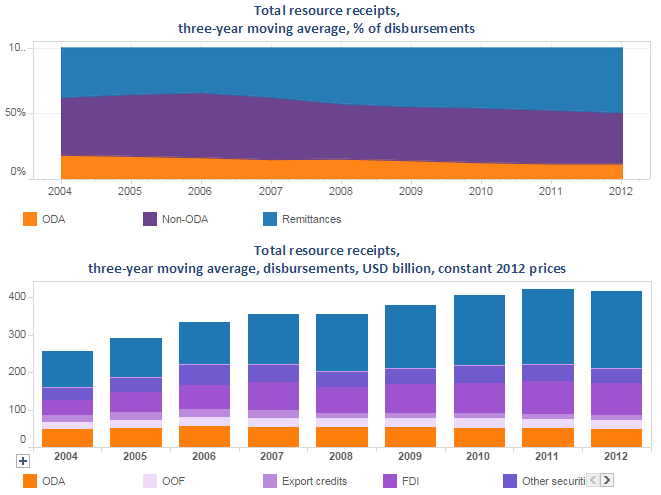 Total resource receipts,
three-year moving average, % of disbursements
10..
50%
0%
2004 2005 2006 2007 2008 2009 2010 2011 2012
ODA Non-ODA Remittances
Total resource receipts,
three-year moving average, disbursements, USD billion, constant 2012 prices
400
300
200
100
0
2004 2005 2006 2007 2008 2009 2010 2011 2012
ODA OOF Export credits FDI Other securiti